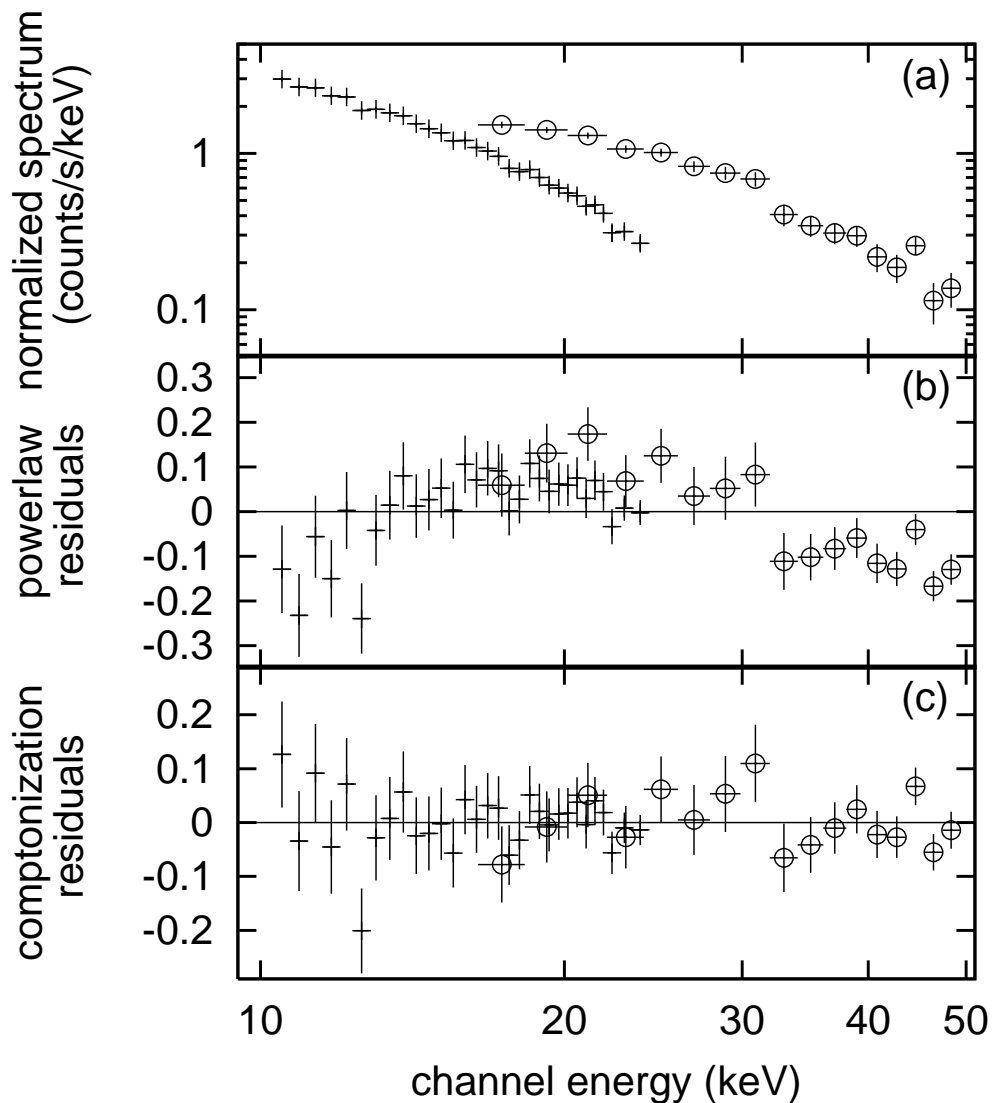 normalized spectrum
(counts/s/keV)
(a)
1
0.1
powerlaw
residuals
(b)
0.3
0.2
0.1
0
-0.1
-0.2
-0.3
comptonization
residuals
(c)
0.2
0.1
0
-0.1
-0.2
10 20 30 40 50
channel energy (keV)